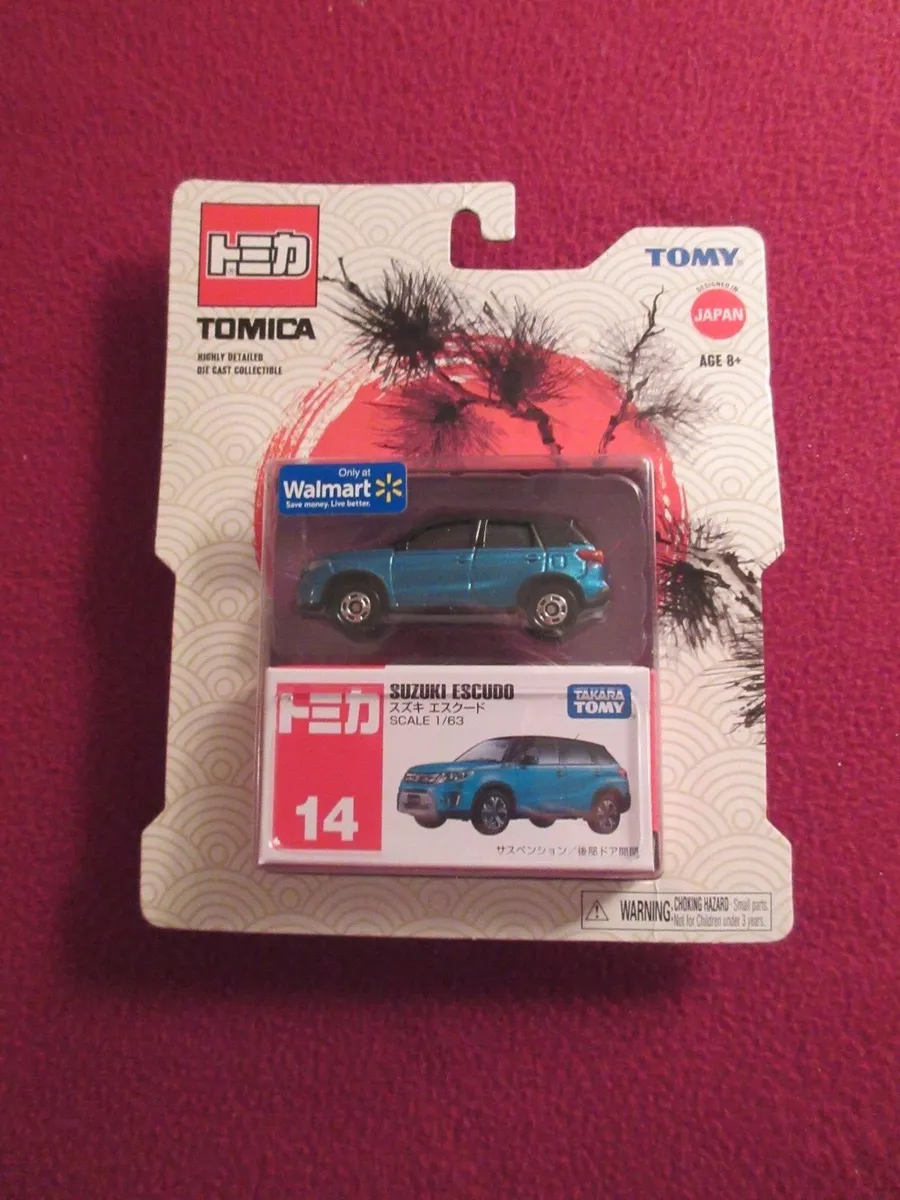 トミカ
TOMICA
HIGHLY DETAILED
DIE CAST COLLECTIBLE
TOMY
DESIGNED IN
JAPAN
AGE 8+
Only at
Walmart
Save money. Live better.
トミカ
14
SUZUKI ESCUDO
スズキ エスクード
SCALE 1/63
TAKARA
TOMY
サスペンション/後部ドア開閉
WARNING: CHOKING HAZARD - Small parts.
Not for Children under 3 years.